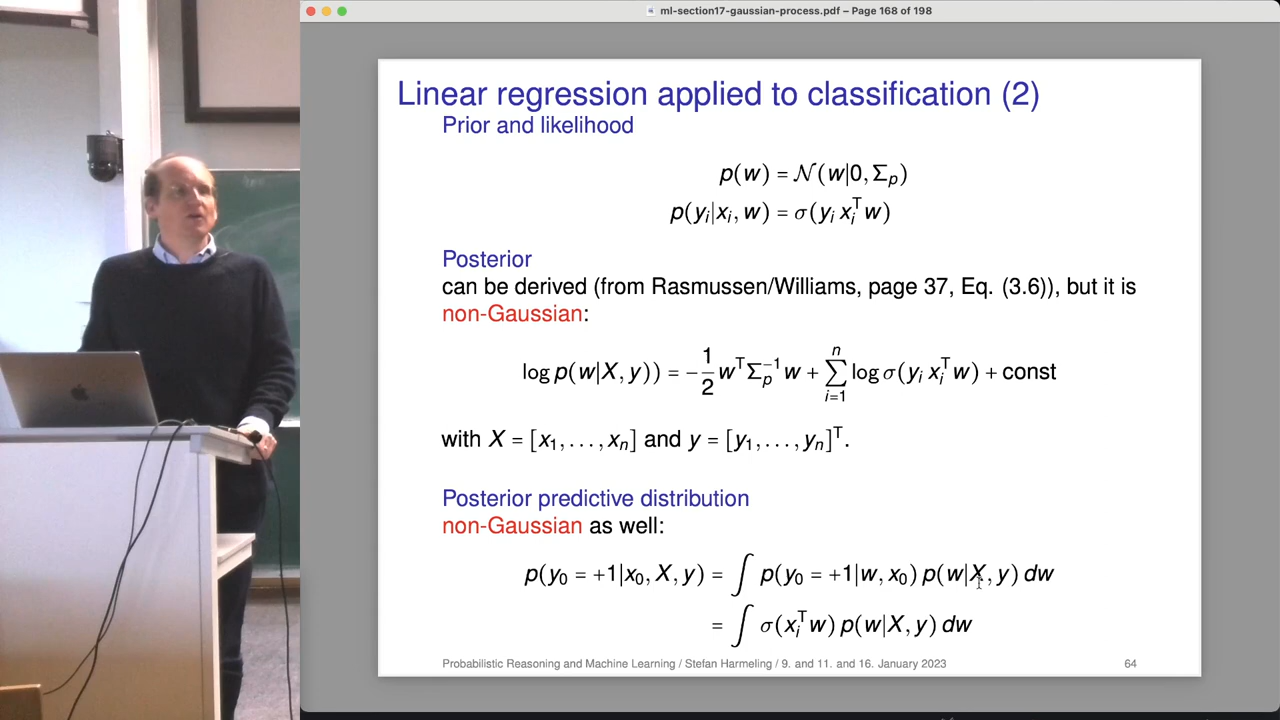 ml-section17-gaussian-process.pdf – Page 168 of 198
Linear regression applied to classification (2)
Prior and likelihood
p(w) = 𝒩(w|0, Σ_p)
p(y_i|x_i, w) = σ(y_i x_i^T w)
Posterior
can be derived (from Rasmussen/Williams, page 37, Eq. (3.6)), but it is
non-Gaussian:
log p(w|X, y)) = −1/2 w^T Σ_p^{−1} w + ∑_{i=1}^{n} log σ(y_i x_i^T w) + const
with X = [x_1, . . . , x_n] and y = [y_1, . . . , y_n]^T.
Posterior predictive distribution
non-Gaussian as well:
p(y_0 = +1|x_0, X, y) = ∫ p(y_0 = +1|w, x_0) p(w|X, y) dw
= ∫ σ(x_i^T w) p(w|X, y) dw
Probabilistic Reasoning and Machine Learning / Stefan Harmeling / 9. and 11. and 16. January 2023
64